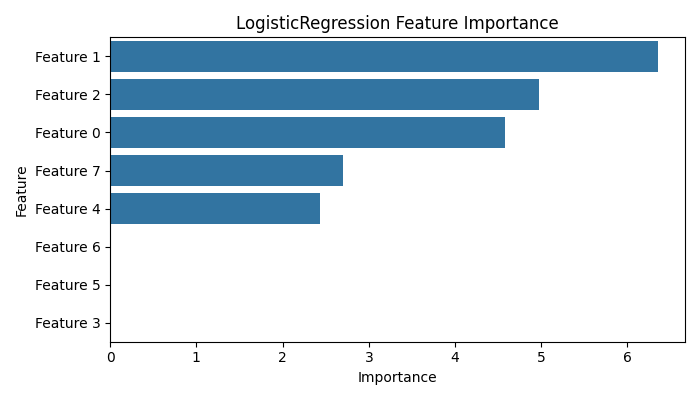 LogisticRegression Feature Importance
Feature 1
Feature 2
Feature 0
Feature 7
Feature 4
Feature 6
Feature 5
Feature 3
Feature
0 1 2 3 4 5 6
Importance